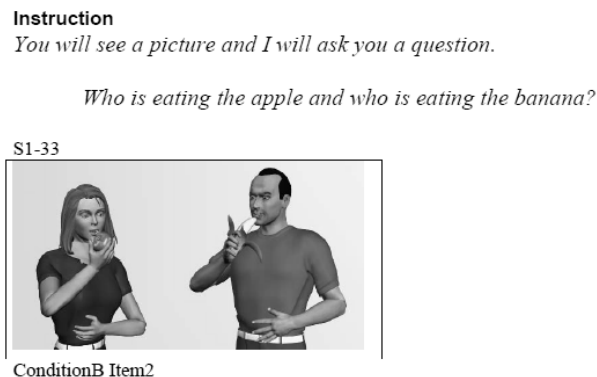 Instruction
You will see a picture and I will ask you a question.
Who is eating the apple and who is eating the banana?
S1-33
ConditionB Item2